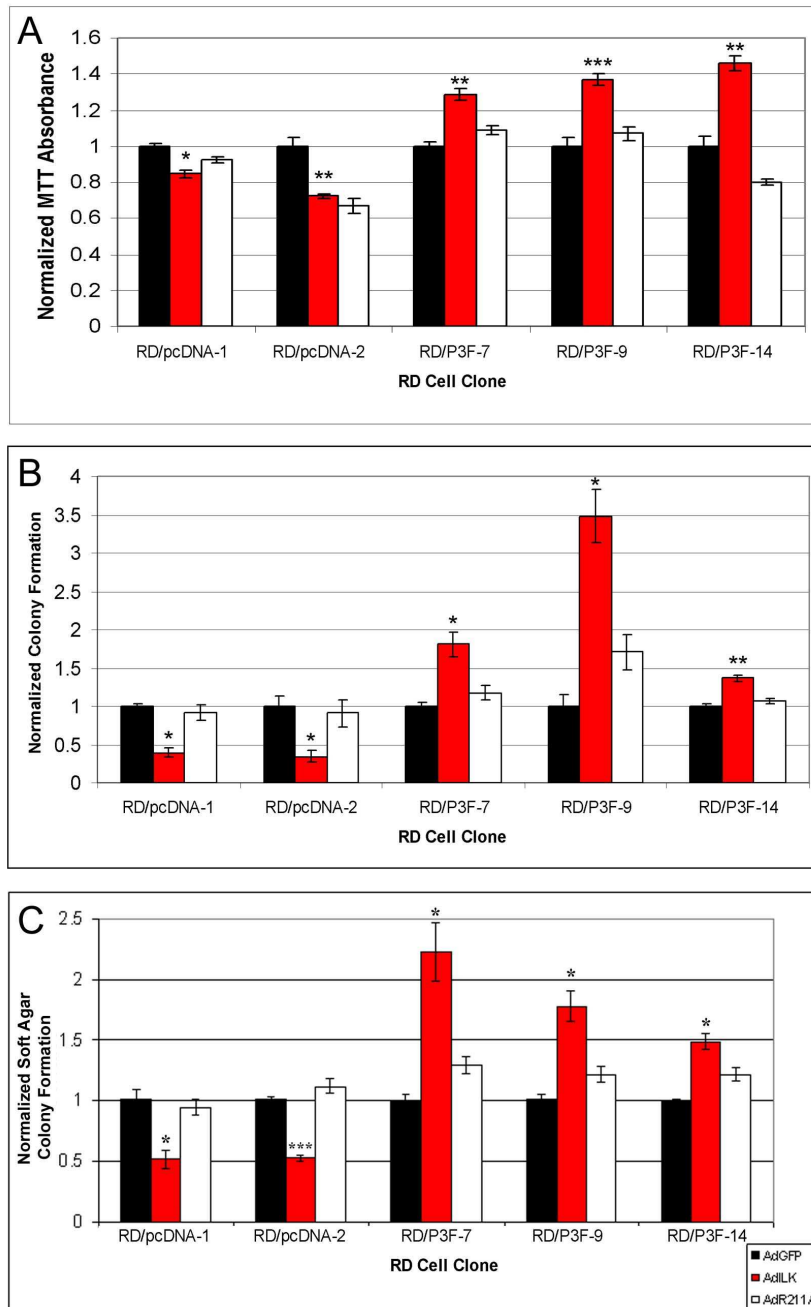 A
Normalized MTT Absorbance
1.6
1.4
1.2
1
0.8
0.6
0.4
0.2
0
*
**
**
***
**
RD/pcDNA-1
RD/pcDNA-2
RD/P3F-7
RD/P3F-9
RD/P3F-14
RD Cell Clone
B
Normalized Colony Formation
4
3.5
3
2.5
2
1.5
1
0.5
0
*
*
*
*
**
RD/pcDNA-1
RD/pcDNA-2
RD/P3F-7
RD/P3F-9
RD/P3F-14
RD Cell Clone
C
Normalized Soft Agar
Colony Formation
2.5
2
1.5
1
0.5
0
*
***
*
*
*
RD/pcDNA-1
RD/pcDNA-2
RD/P3F-7
RD/P3F-9
RD/P3F-14
RD Cell Clone
AdGFP
AdILK
AdR211A